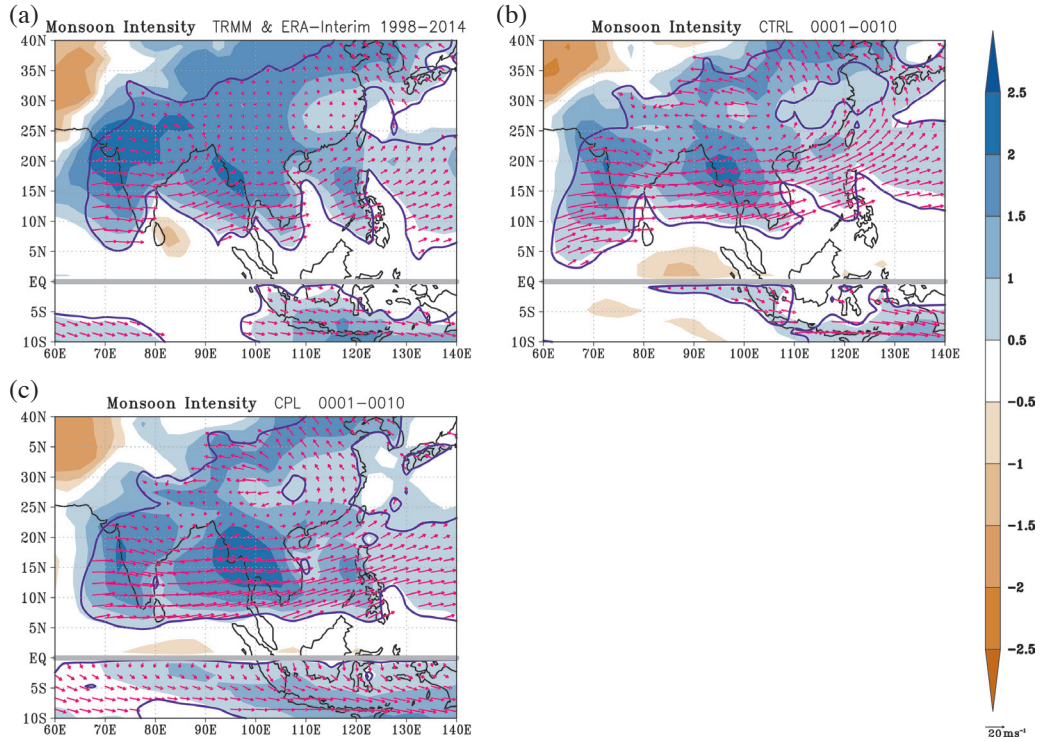 (a)
Monsoon Intensity TRMM & ERA-Interim 1998-2014
40N
35N
30N
25N
20N
15N
10N
5N
EQ
5S
10S
60E 70E 80E 90E 100E 110E 120E 130E 140E
(b)
Monsoon Intensity CTRL 0001-0010
40N
35N
30N
25N
20N
15N
10N
5N
EQ
5S
10S
60E 70E 80E 90E 100E 110E 120E 130E 140E
(c)
Monsoon Intensity CPL 0001-0010
40N
5N
30N
25N
20N
15N
10N
5N
EQ
5S
10S
60E 70E 80E 90E 100E 110E 120E 130E 140E
2.5
2
1.5
1
0.5
-0.5
-1
-1.5
-2
-2.5
20ms⁻¹